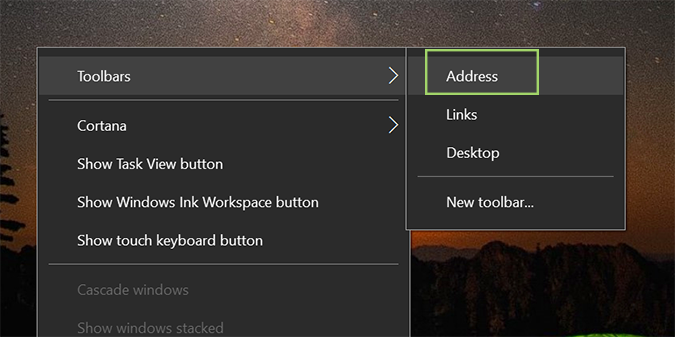 Toolbars
Cortana
Show Task View button
Show Windows Ink Workspace button
Show touch keyboard button
Cascade windows
Show windows stacked
Address
Links
Desktop
New toolbar...